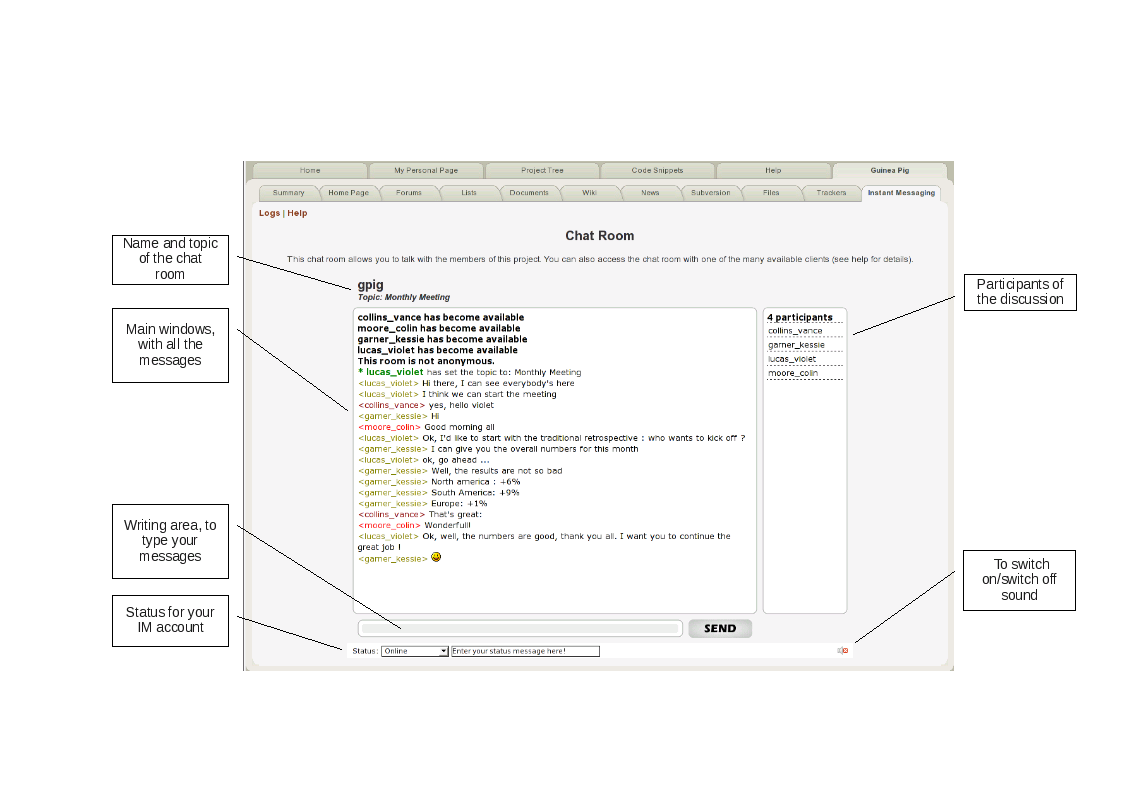 Home My Personal Page Project Tree Code Snippets Help Guinea Pig
Summary Home Page Forums Lists Documents Wiki News Subversion Files Trackers Instant Messaging
Logs | Help
Chat Room
This chat room allows you to talk with the members of this project. You can also access the chat room with one of the many available clients (see help for details).
Name and topic
of the chat
room
gpig
Topic: Monthly Meeting
Main windows,
with all the
messages
collins_vance has become available
moore_colin has become available
garner_kessie has become available
lucas_violet has become available
This room is not anonymous.
* lucas_violet has set the topic to: Monthly Meeting
<lucas_violet> Hi there, I can see everybody's here
<lucas_violet> I think we can start the meeting
<collins_vance> yes, hello violet
<garner_kessie> Hi
<moore_colin> Good morning all
<lucas_violet> Ok, I'd like to start with the traditional retrospective : who wants to kick off ?
<garner_kessie> I can give you the overall numbers for this month
<lucas_violet> ok, go ahead ...
<garner_kessie> Well, the results are not so bad
<garner_kessie> North america : +6%
<garner_kessie> South America: +9%
<garner_kessie> Europe: +1%
<collins_vance> That's great:
<moore_colin> Wonderfull!
<lucas_violet> Ok, well, the numbers are good, thank you all. I want you to continue the
great job !
<garner_kessie>
4 participants
collins_vance
garner_kessie
lucas_violet
moore_colin
Participants of
the discussion
Writing area, to
type your
messages
SEND
Status for your
IM account
Status: Online Enter your status message here!
To switch
on/switch off
sound